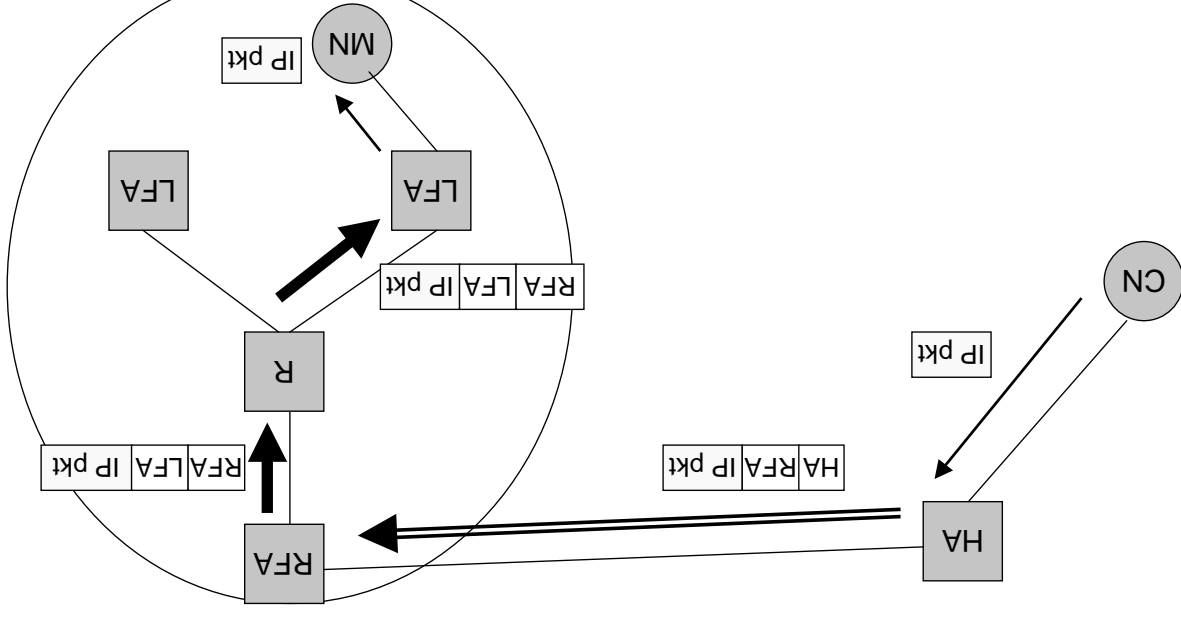 HA
RFA
HA RFA IP pkt
RFA LFA IP pkt
IP pkt
R
CN
RFA LFA IP pkt
LFA
LFA
MN
IP pkt